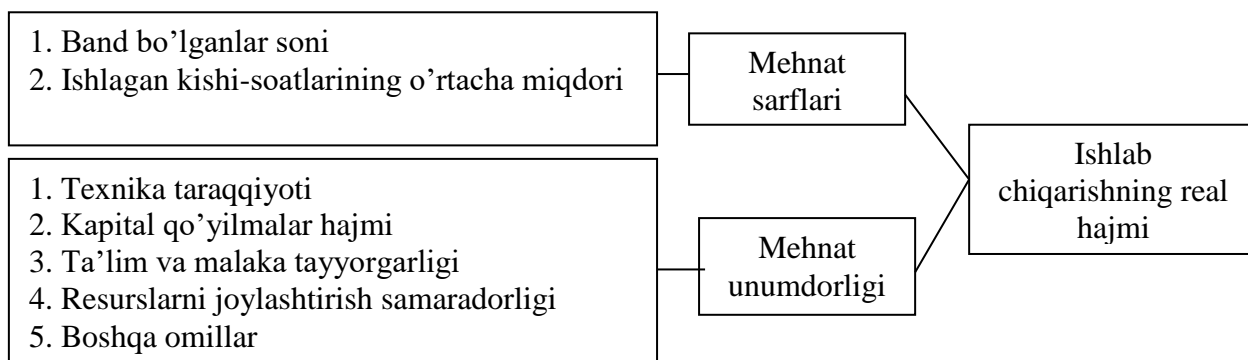 1. Band bo’lganlar soni
2. Ishlagan kishi-soatlarining o’rtacha miqdori
Mehnat
sarflari
1. Texnika taraqqiyoti
2. Kapital qo’yilmalar hajmi
3. Ta’lim va malaka tayyorgarligi
4. Resurslarni joylashtirish samaradorligi
5. Boshqa omillar
Mehnat
unumdorligi
Ishlab
chiqarishning real
hajmi